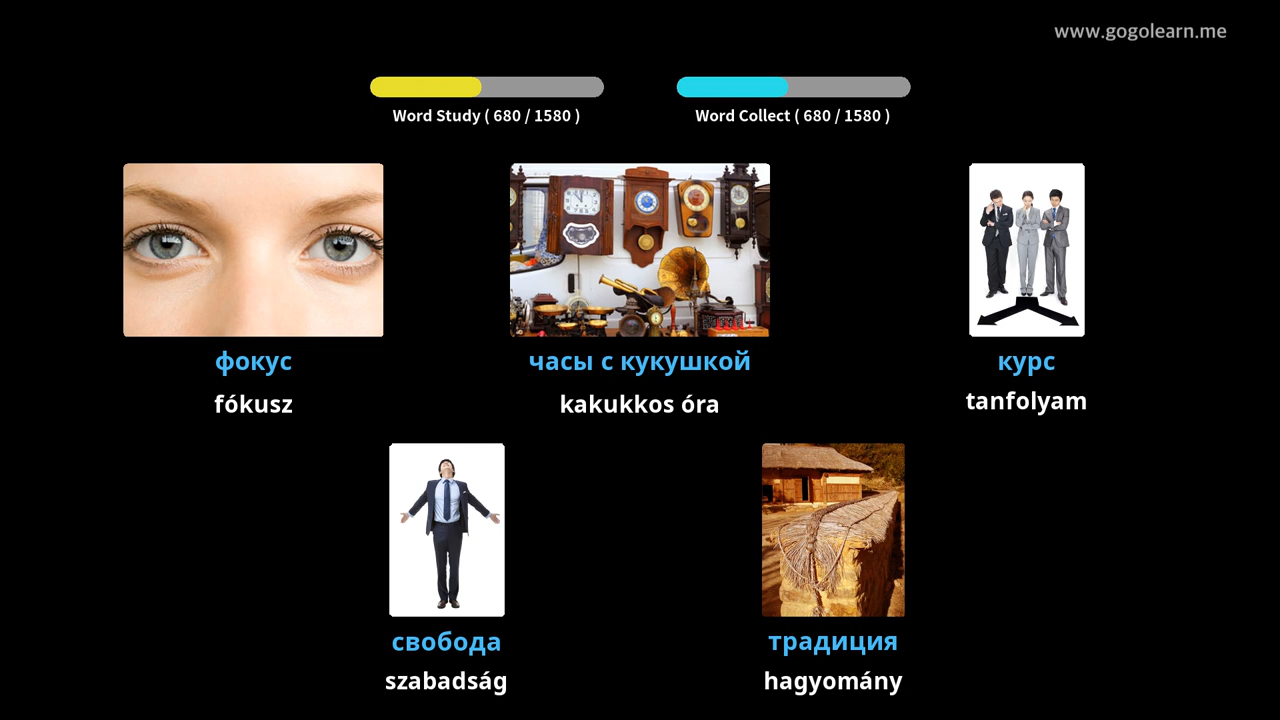 www.gogolearn.me
Word Study ( 680 / 1580 )
Word Collect ( 680 / 1580 )
фокус
fókusz
часы с кукушкой
kakukkos óra
курс
tanfolyam
свобода
szabadság
традиция
hagyomány